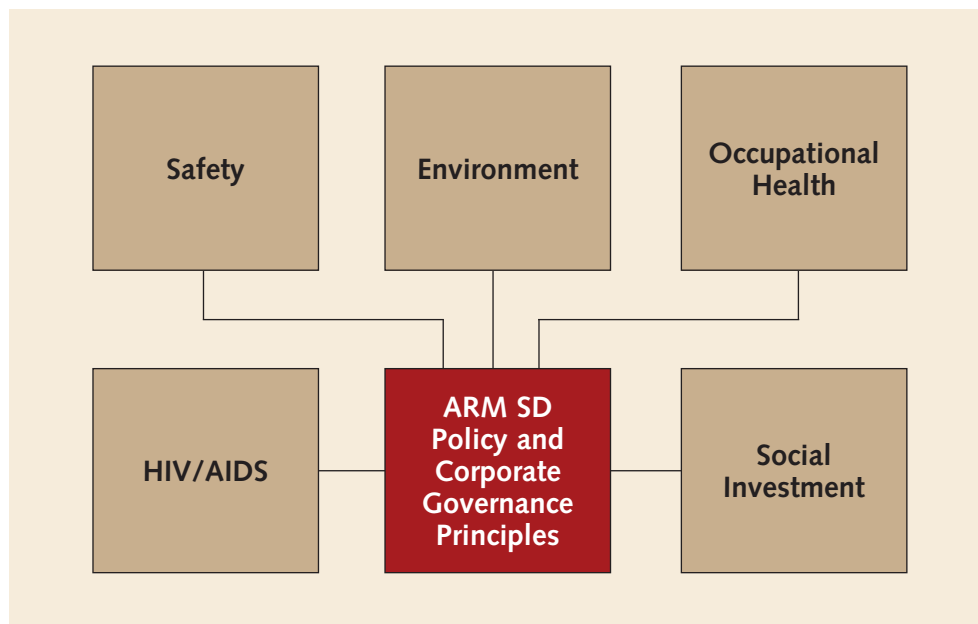 Safety
Environment
Occupational
Health
HIV/AIDS
ARM SD
Policy and
Corporate
Governance
Principles
Social
Investment